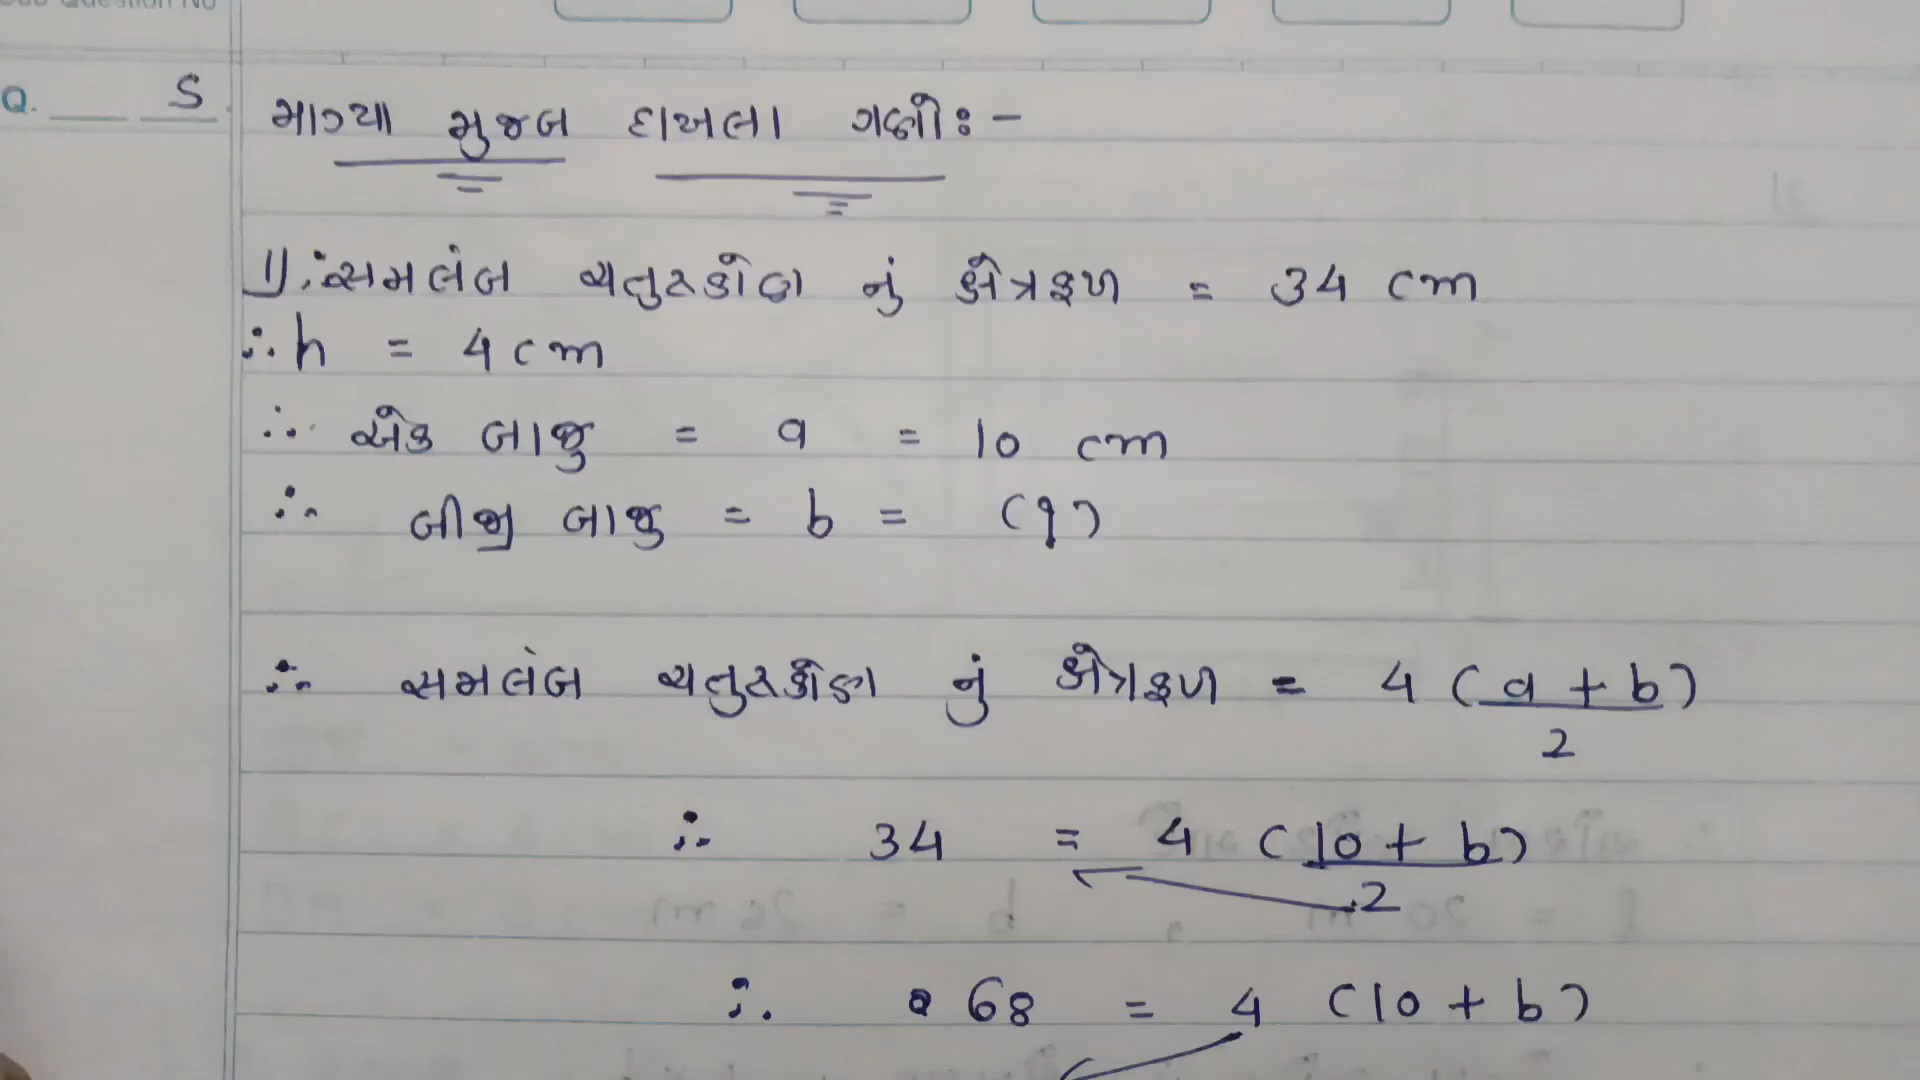 Q. S
માગ્યા મુજબ દાખલા ગણો:-
1) ∴ સમલંબ ચતુષ્કોણ નું ક્ષેત્રફળ = 34 cm
∴ h = 4 cm
∴ એક બાજુ = a = 10 cm
∴ બીજી બાજુ = b = (?)
∴ સમલંબ ચતુષ્કોણ નું ક્ષેત્રફળ = 4 (a + b)
2
∴ 34 = 4 (10 + b)
2
∴ 68 = 4 (10 + b)